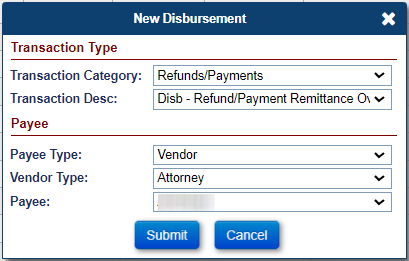 New Disbursement
Transaction Type
Transaction Category: Refunds/Payments
Transaction Desc: Disb - Refund/Payment Remittance Ov
Payee
Payee Type: Vendor
Vendor Type: Attorney
Payee:
Submit Cancel